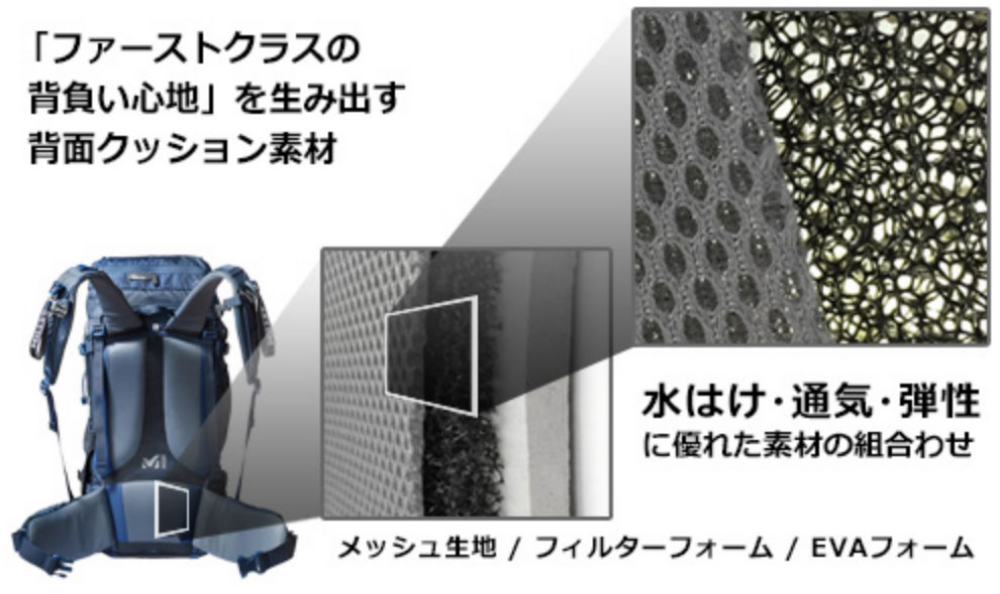 「ファーストクラスの
背負い心地」を生み出す
背面クッション素材
水はけ・通気・弾性
に優れた素材の組合わせ
メッシュ生地 / フィルターフォーム / EVAフォーム